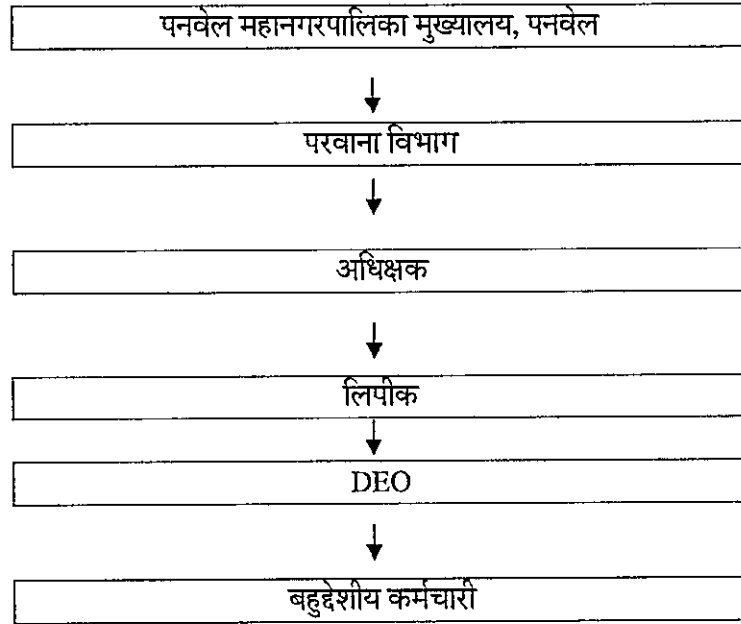 पनवेल महानगरपालिका मुख्यालय, पनवेल
परवाना विभाग
अधिक्षक
लिपीक
DEO
बहुद्देशीय कर्मचारी